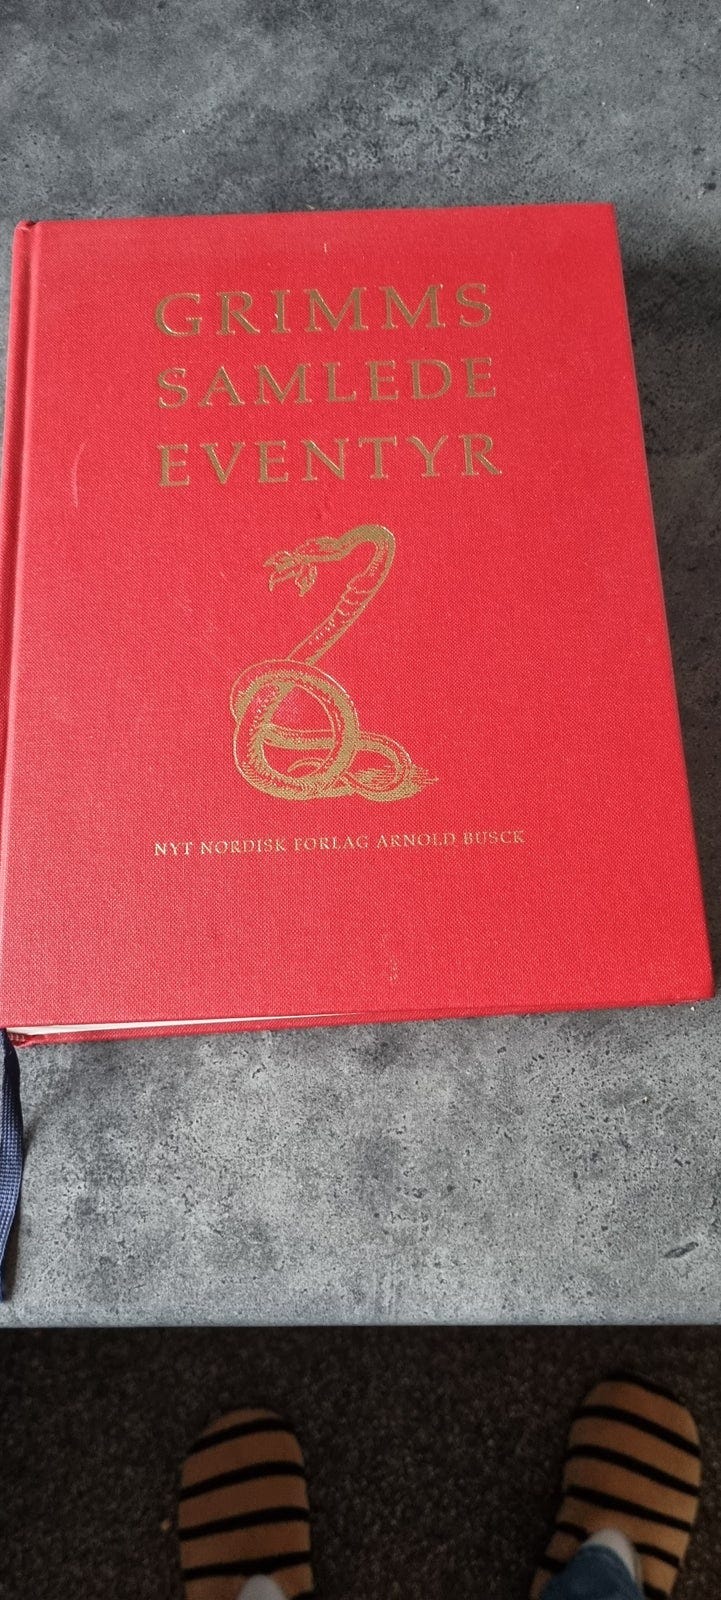 GRIMMS
SAMLEDE
EVENTYR
NYT NORDISK FORLAG ARNOLD BUSCK